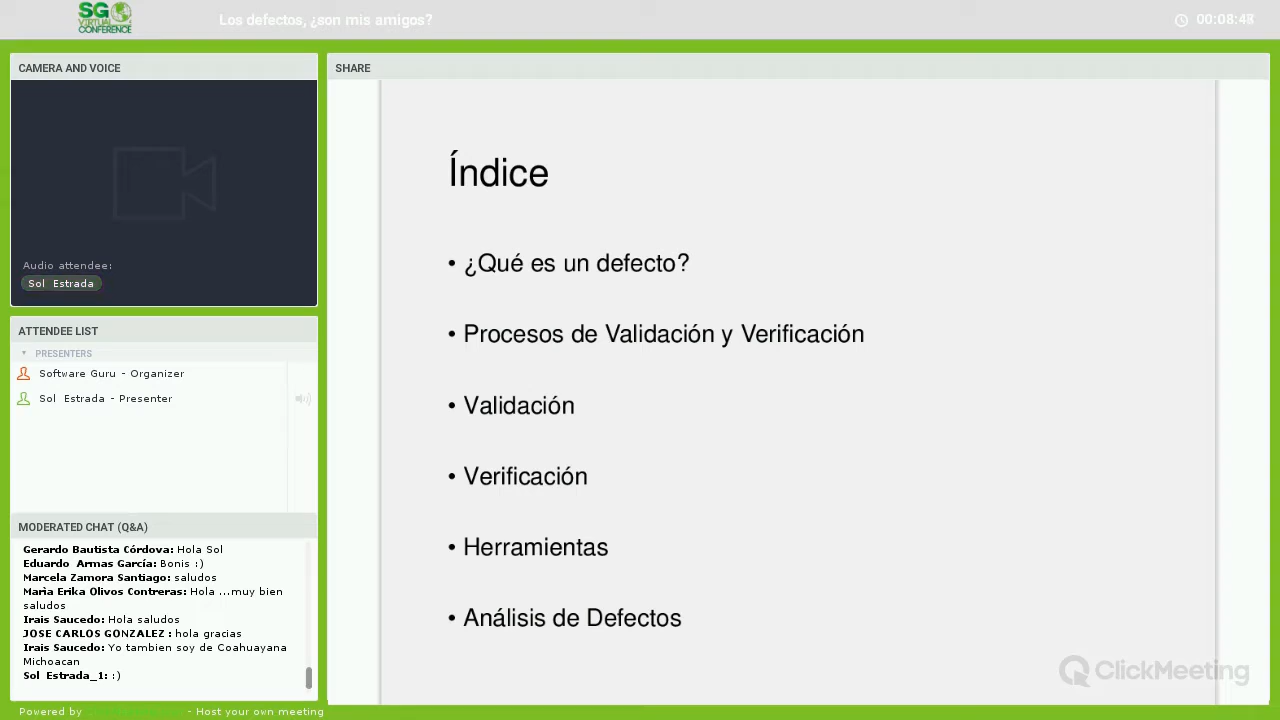 SG
VIRTUAL
CONFERENCE
Los defectos, ¿son mis amigos?
00:08:48
CAMERA AND VOICE
Audio attendee:
Sol Estrada
ATTENDEE LIST
PRESENTERS
Software Guru - Organizer
Sol Estrada - Presenter
MODERATED CHAT (Q&A)
Gerardo Bautista Córdova: Hola Sol
Eduardo Armas García: Bonis :)
Marcela Zamora Santiago: saludos
Marìa Erika Olivos Contreras: Hola ...muy bien
saludos
Irais Saucedo: Hola saludos
JOSE CARLOS GONZALEZ : hola gracias
Irais Saucedo: Yo tambien soy de Coahuayana
Michoacan
Sol Estrada_1: :)
Powered by - Host your own meeting
SHARE
Índice
• ¿Qué es un defecto?
• Procesos de Validación y Verificación
• Validación
• Verificación
• Herramientas
• Análisis de Defectos
ClickMeeting